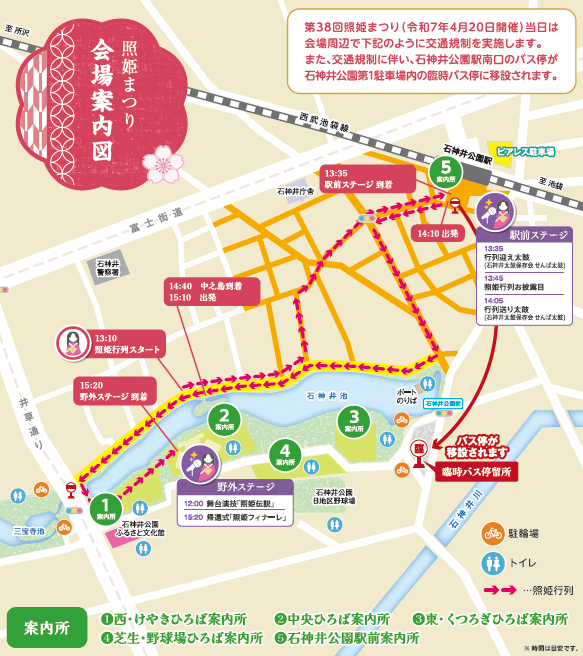 至 所沢
照姫まつり
会場案内図
第38回照姫まつり（令和7年4月20日開催）当日は
会場周辺で下記のように交通規制を実施します。
また、交通規制に伴い、石神井公園駅南口のバス停が
石神井公園第1駐車場内の臨時バス停に移設されます。
西武池袋線
石神井公園駅
ピアレス駐車場
至 池袋
13:35
駅前ステージ 到着
5
案内所
石神井庁舎
14:10 出発
富士街道
駅前ステージ
13:35
行列迎え太鼓
(石神井太鼓保存会 せんば太鼓)
13:45
照姫行列お披露目
14:05
行列送り太鼓
(石神井太鼓保存会 せんば太鼓)
石神井
警察署
14:40 中之島到着
15:10 出発
13:10
照姫行列スタート
15:20
野外ステージ 到着
井草通り
石神井池
ボート
のりば
石神井公園前
2
案内所
3
案内所
4
案内所
バス停が
移設されます
臨時バス停留所
野外ステージ
12:00 舞台演技「照姫伝説」
15:20 帰還式「照姫フィナーレ」
石神井公園
B地区野球場
1
案内所
石神井公園
ふるさと文化館
三宝寺池
石神井川
駐輪場
トイレ
…照姫行列
案内所
❶西・けやきひろば案内所 ❷中央ひろば案内所 ❸東・くつろぎひろば案内所
❹芝生・野球場ひろば案内所 ❺石神井公園駅前案内所
※ 時間は目安です。